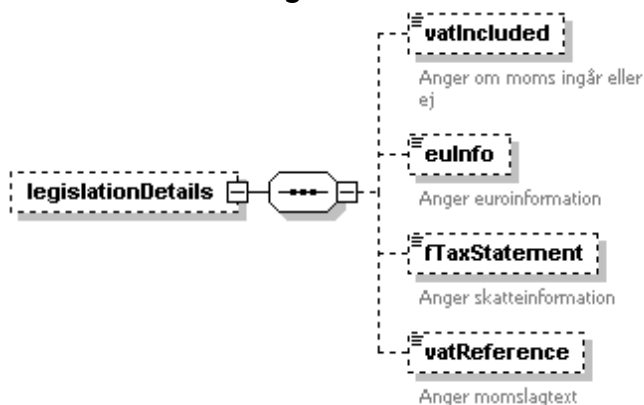 vatIncluded
Anger om moms ingår eller
ej
euInfo
Anger euroinformation
legislationDetails
fTaxStatement
Anger skatteinformation
vatReference
Anger momslagtext